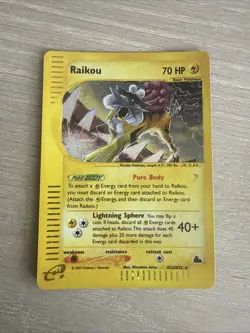 Raikou 70 HP
Basic Pokémon
Poké-BODY Pure Body
To attach a Energy card from your hand to Raikou,
you must discard an Energy card attached to Raikou.
(Attach the Energy, and then discard an Energy card
from Raikou.)
Lightning Sphere You may flip a
coin. If heads, discard all Energy
cards attached to Raikou. This attack does 40
damage plus 20 more damage for each
Energy card discarded in this way.
40+
weakness resistance retreat cost
e